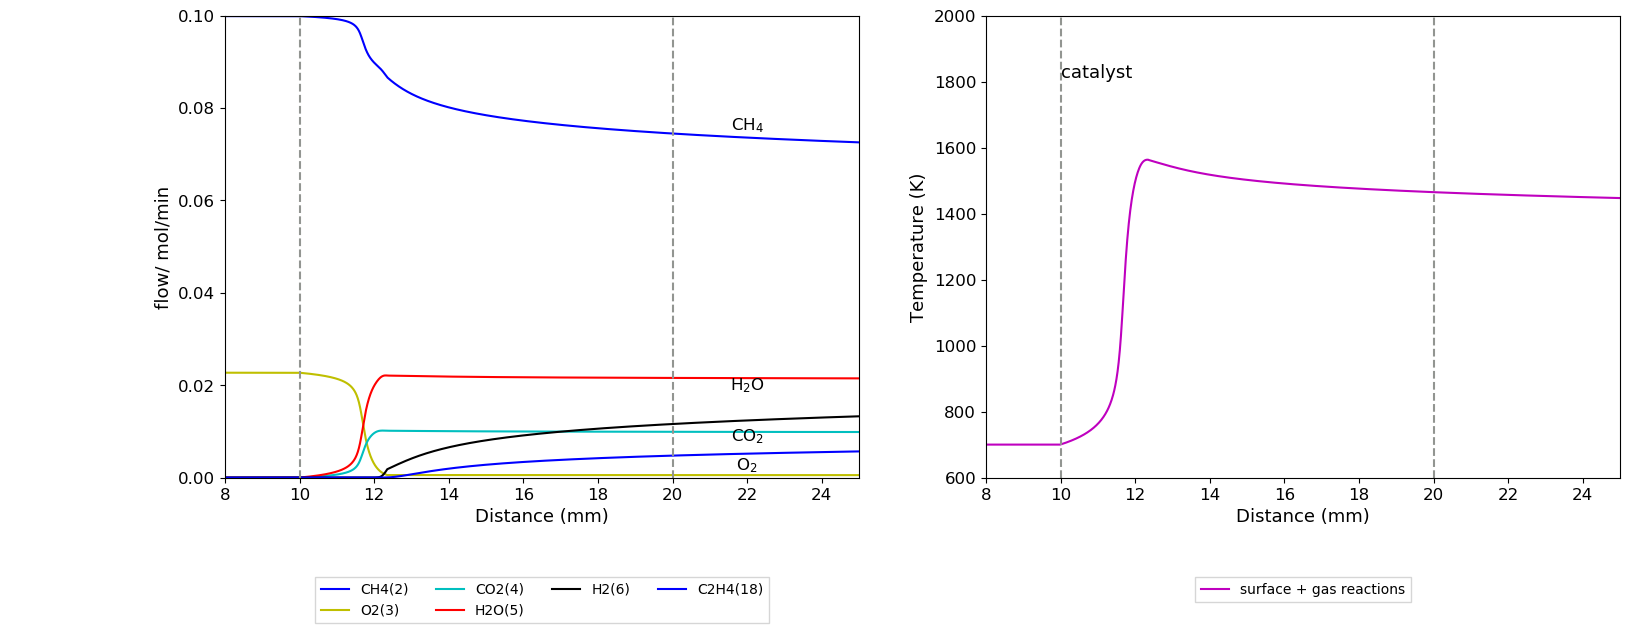 0.10
0.08
0.06
0.04
0.02
0.00
flow/ mol/min
CH₄
H₂O
CO₂
O₂
8 10 12 14 16 18 20 22 24
Distance (mm)
CH4(2) CO2(4) H2(6) C2H4(18)
O2(3) H2O(5)
2000
1800
1600
1400
1200
1000
800
600
Temperature (K)
catalyst
8 10 12 14 16 18 20 22 24
Distance (mm)
surface + gas reactions